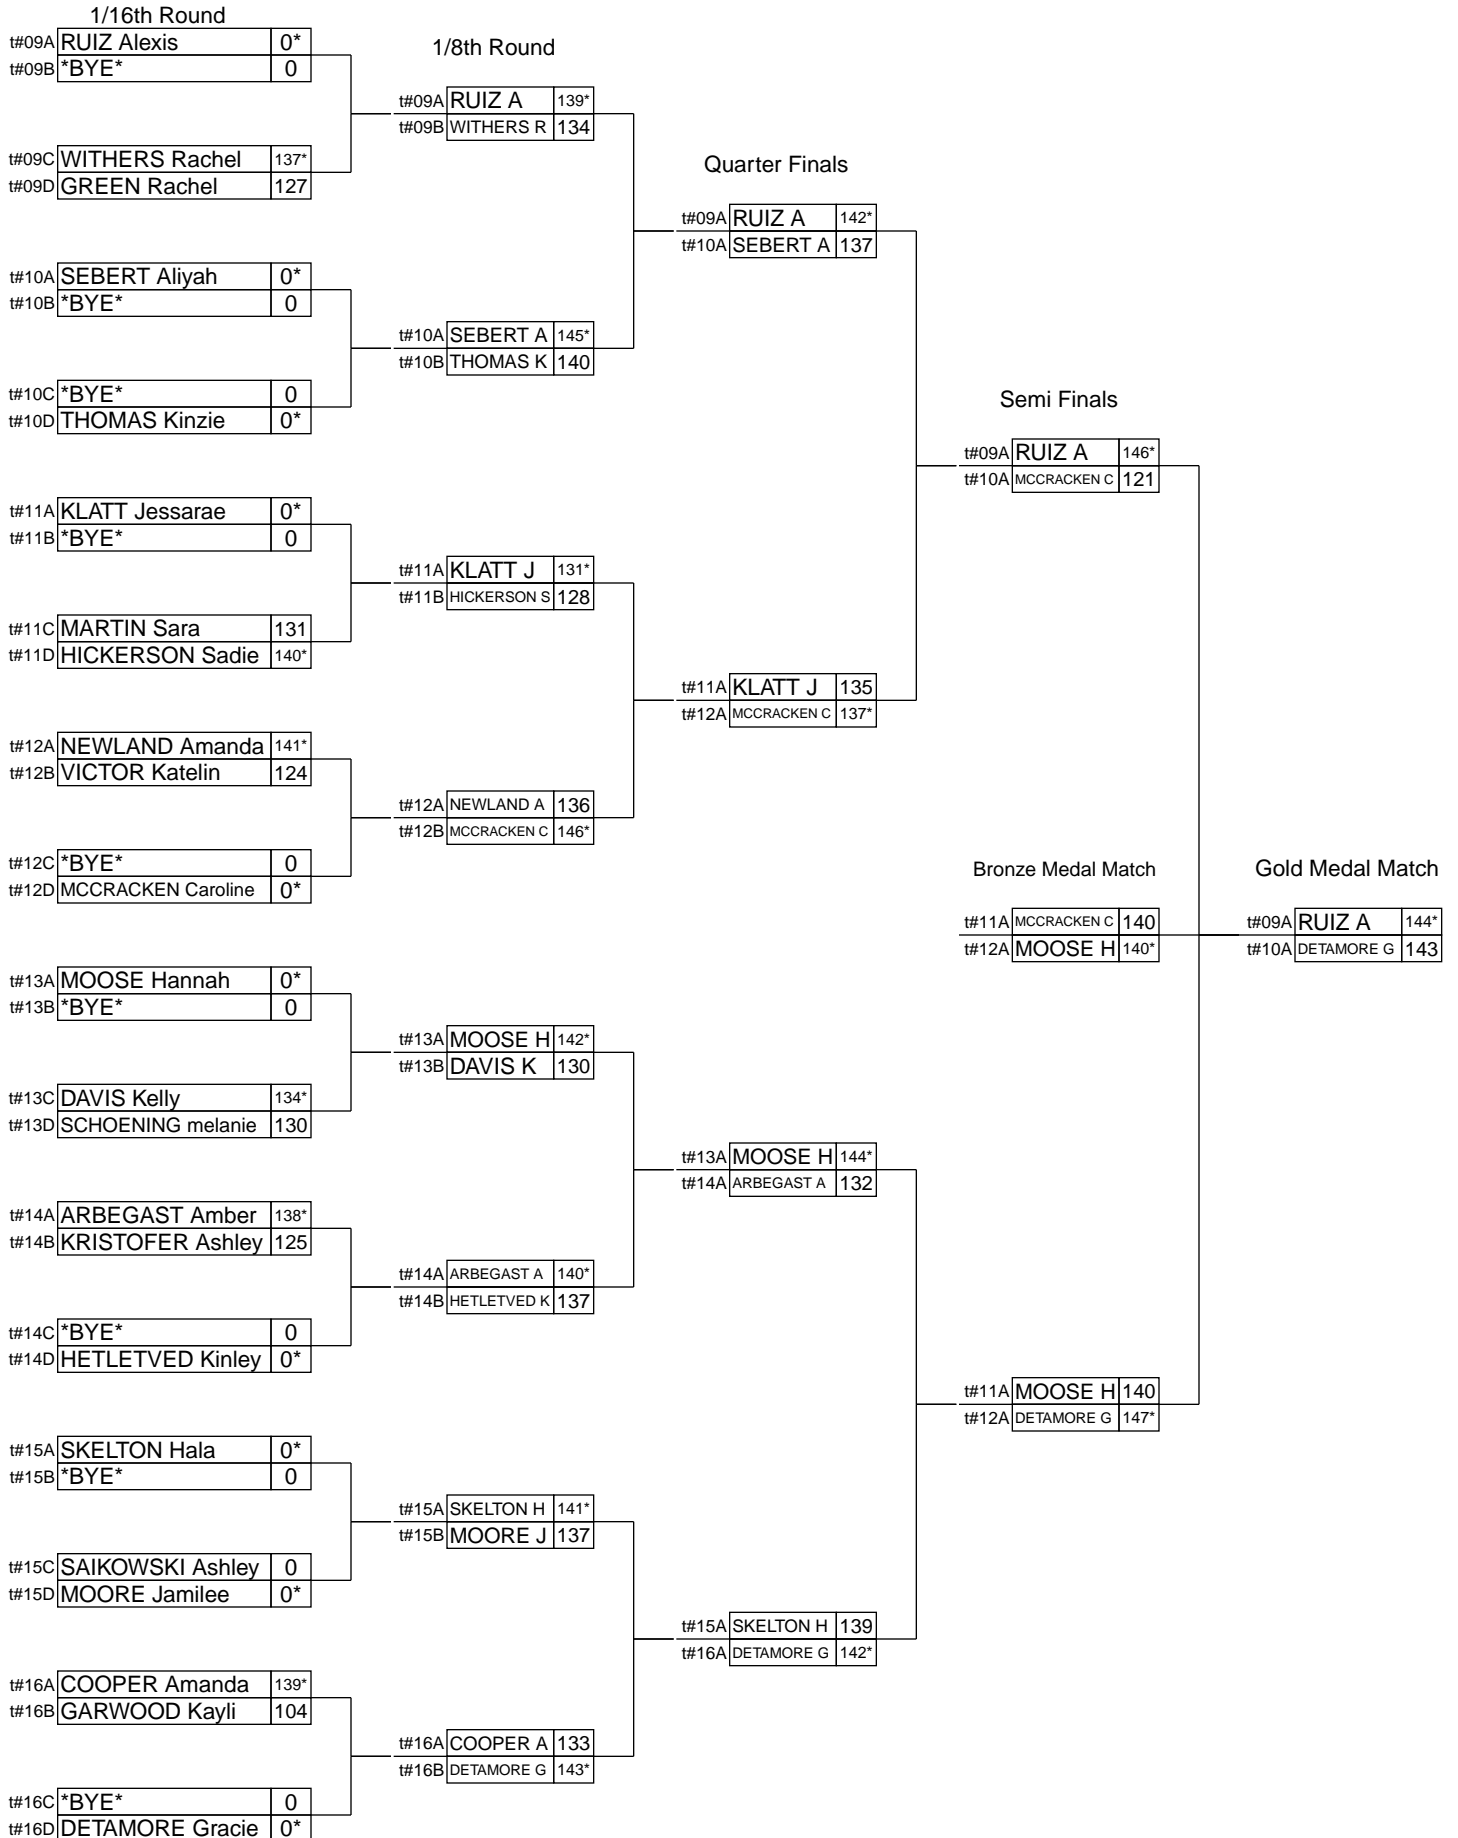 1/16th Round
t#09A RUIZ Alexis 0*
t#09B *BYE* 0
t#09C WITHERS Rachel 137*
t#09D GREEN Rachel 127
t#10A SEBERT Aliyah 0*
t#10B *BYE* 0
t#10C *BYE* 0
t#10D THOMAS Kinzie 0*
t#11A KLATT Jessarae 0*
t#11B *BYE* 0
t#11C MARTIN Sara 131
t#11D HICKERSON Sadie 140*
t#12A NEWLAND Amanda 141*
t#12B VICTOR Katelin 124
t#12C *BYE* 0
t#12D MCCRACKEN Caroline 0*
t#13A MOOSE Hannah 0*
t#13B *BYE* 0
t#13C DAVIS Kelly 134*
t#13D SCHOENING melanie 130
t#14A ARBEGAST Amber 138*
t#14B KRISTOFER Ashley 125
t#14C *BYE* 0
t#14D HETLETVED Kinley 0*
t#15A SKELTON Hala 0*
t#15B *BYE* 0
t#15C SAIKOWSKI Ashley 0
t#15D MOORE Jamilee 0*
t#16A COOPER Amanda 139*
t#16B GARWOOD Kayli 104
t#16C *BYE* 0
t#16D DETAMORE Gracie 0*
1/8th Round
t#09A RUIZ A 139*
t#09B WITHERS R 134
t#10A SEBERT A 145*
t#10B THOMAS K 140
t#11A KLATT J 131*
t#11B HICKERSON S 128
t#12A NEWLAND A 136
t#12B MCCRACKEN C 146*
t#13A MOOSE H 142*
t#13B DAVIS K 130
t#14A ARBEGAST A 140*
t#14B HETLETVED K 137
t#15A SKELTON H 141*
t#15B MOORE J 137
t#16A COOPER A 133
t#16B DETAMORE G 143*
Quarter Finals
t#09A RUIZ A 142*
t#10A SEBERT A 137
t#11A KLATT J 135
t#12A MCCRACKEN C 137*
t#13A MOOSE H 144*
t#14A ARBEGAST A 132
t#15A SKELTON H 139
t#16A DETAMORE G 142*
Semi Finals
t#09A RUIZ A 146*
t#10A MCCRACKEN C 121
t#11A MOOSE H 140
t#12A DETAMORE G 147*
Bronze Medal Match
t#11A MCCRACKEN C 140
t#12A MOOSE H 140*
Gold Medal Match
t#09A RUIZ A 144*
t#10A DETAMORE G 143